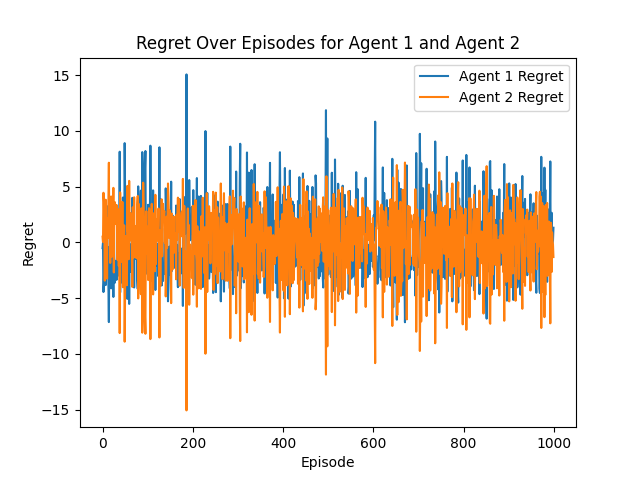 Regret Over Episodes for Agent 1 and Agent 2
Agent 1 Regret
Agent 2 Regret
15
10
5
0
−5
−10
−15
Regret
0
200
400
600
800
1000
Episode